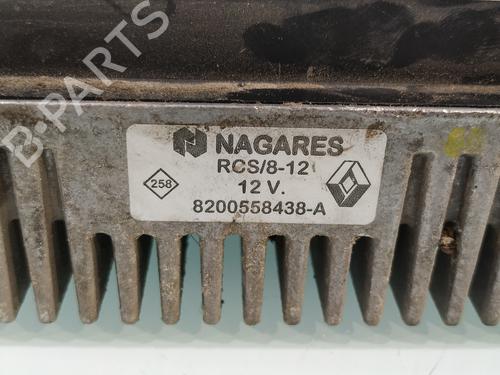 B-PARTS
NAGARES
RCS/8-12
258
12 V.
8200558438-A